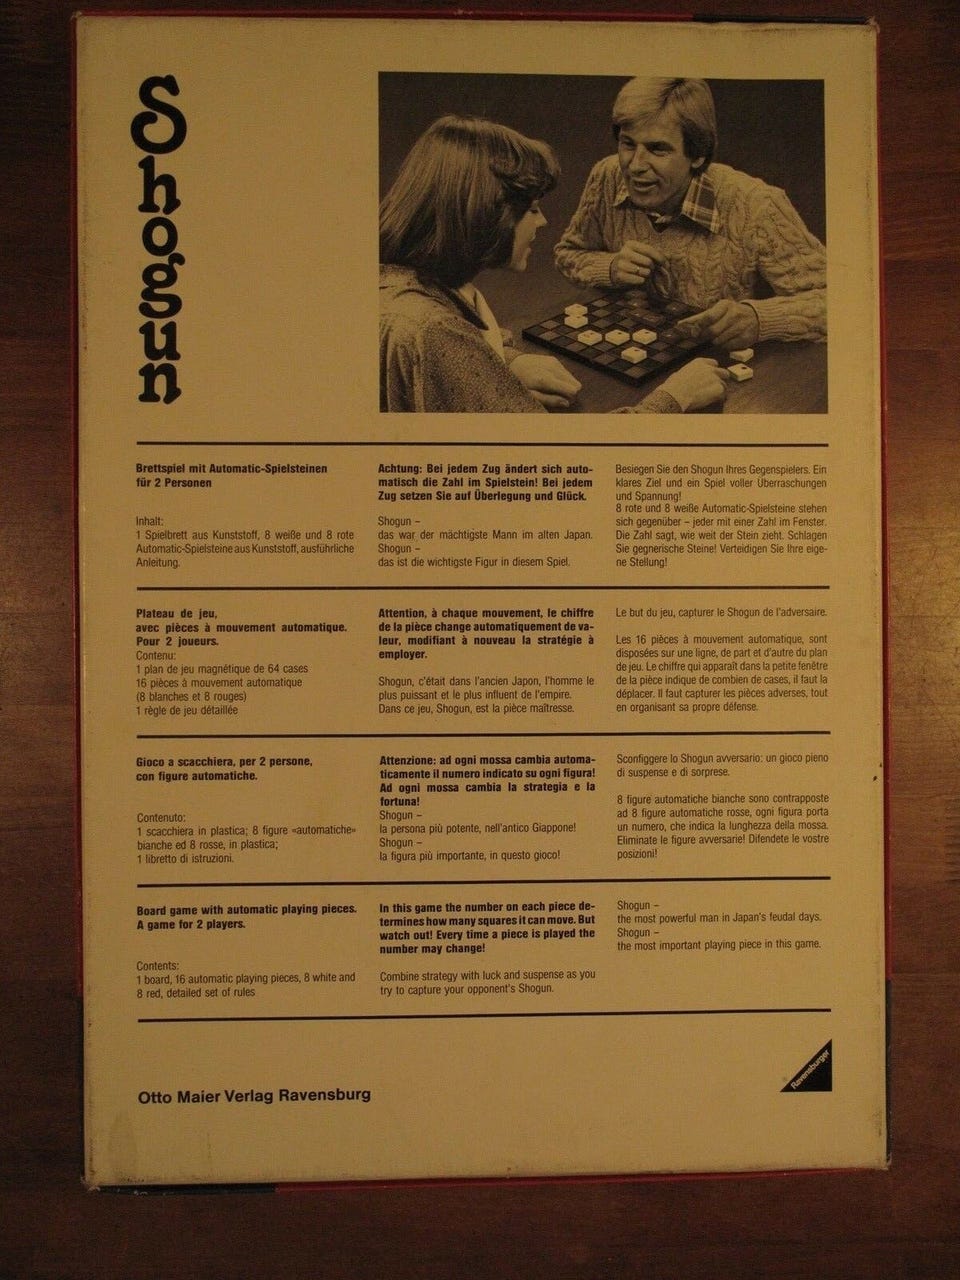 Shogun
Brettspiel mit Automatic-Spielsteinen
für 2 Personen
Inhalt:
1 Spielbrett aus Kunststoff, 8 weiße und 8 rote
Automatic-Spielsteine aus Kunststoff, ausführliche
Anleitung.
Achtung: Bei jedem Zug ändert sich auto-
matisch die Zahl im Spielstein! Bei jedem
Zug setzen Sie auf Überlegung und Glück.
Shogun –
das war der mächtigste Mann im alten Japan.
Shogun –
das ist die wichtigste Figur in diesem Spiel.
Besiegen Sie den Shogun Ihres Gegenspielers. Ein
klares Ziel und ein Spiel voller Überraschungen
und Spannung!
8 rote und 8 weiße Automatic-Spielsteine stehen
sich gegenüber – jeder mit einer Zahl im Fenster.
Die Zahl sagt, wie weit der Stein zieht. Schlagen
Sie gegnerische Steine! Verteidigen Sie Ihre eige-
ne Stellung!
Plateau de jeu,
avec pièces à mouvement automatique.
Pour 2 joueurs.
Contenu:
1 plan de jeu magnétique de 64 cases
16 pièces à mouvement automatique
(8 blanches et 8 rouges)
1 règle de jeu détaillée
Attention, à chaque mouvement, le chiffre
de la pièce change automatiquement de va-
leur, modifiant à nouveau la stratégie à
employer.
Shogun, c'était dans l'ancien Japon, l'homme le
plus puissant et le plus influent de l'empire.
Dans ce jeu, Shogun, est la pièce maîtresse.
Le but du jeu, capturer le Shogun de l'adversaire.
Les 16 pièces à mouvement automatique, sont
disposées sur une ligne, de part et d'autre du plan
de jeu. Le chiffre qui apparaît dans la petite fenêtre
de la pièce indique de combien de cases, il faut la
déplacer. Il faut capturer les pièces adverses, tout
en organisant sa propre défense.
Gioco a scacchiera, per 2 persone,
con figure automatiche.
Contenuto:
1 scacchiera in plastica; 8 figure «automatiche»
bianche ed 8 rosse, in plastica;
1 libretto di istruzioni.
Attenzione: ad ogni mossa cambia automa-
ticamente il numero indicato su ogni figura!
Ad ogni mossa cambia la strategia e la
fortuna!
Shogun –
la persona più potente, nell'antico Giappone!
Shogun –
la figura più importante, in questo gioco!
Sconfiggere lo Shogun avversario: un gioco pieno
di suspense e di sorprese.
8 figure automatiche bianche sono contrapposte
ad 8 figure automatiche rosse, ogni figura porta
un numero, che indica la lunghezza della mossa.
Eliminate le figure avversarie! Difendete le vostre
posizioni!
Board game with automatic playing pieces.
A game for 2 players.
Contents:
1 board, 16 automatic playing pieces, 8 white and
8 red, detailed set of rules
In this game the number on each piece de-
termines how many squares it can move. But
watch out! Every time a piece is played the
number may change!
Combine strategy with luck and suspense as you
try to capture your opponent's Shogun.
Shogun –
the most powerful man in Japan's feudal days.
Shogun –
the most important playing piece in this game.
Otto Maier Verlag Ravensburg
Ravensburger